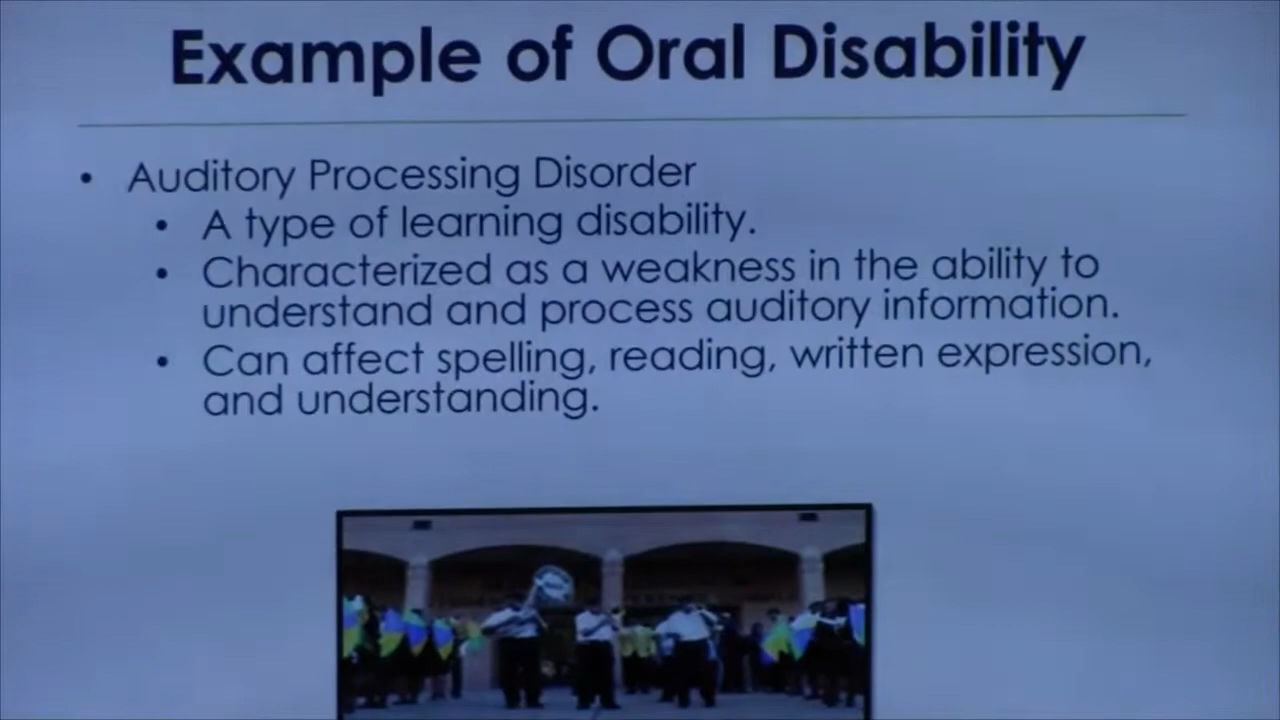 Example of Oral Disability
• Auditory Processing Disorder
• A type of learning disability.
• Characterized as a weakness in the ability to
understand and process auditory information.
• Can affect spelling, reading, written expression,
and understanding.